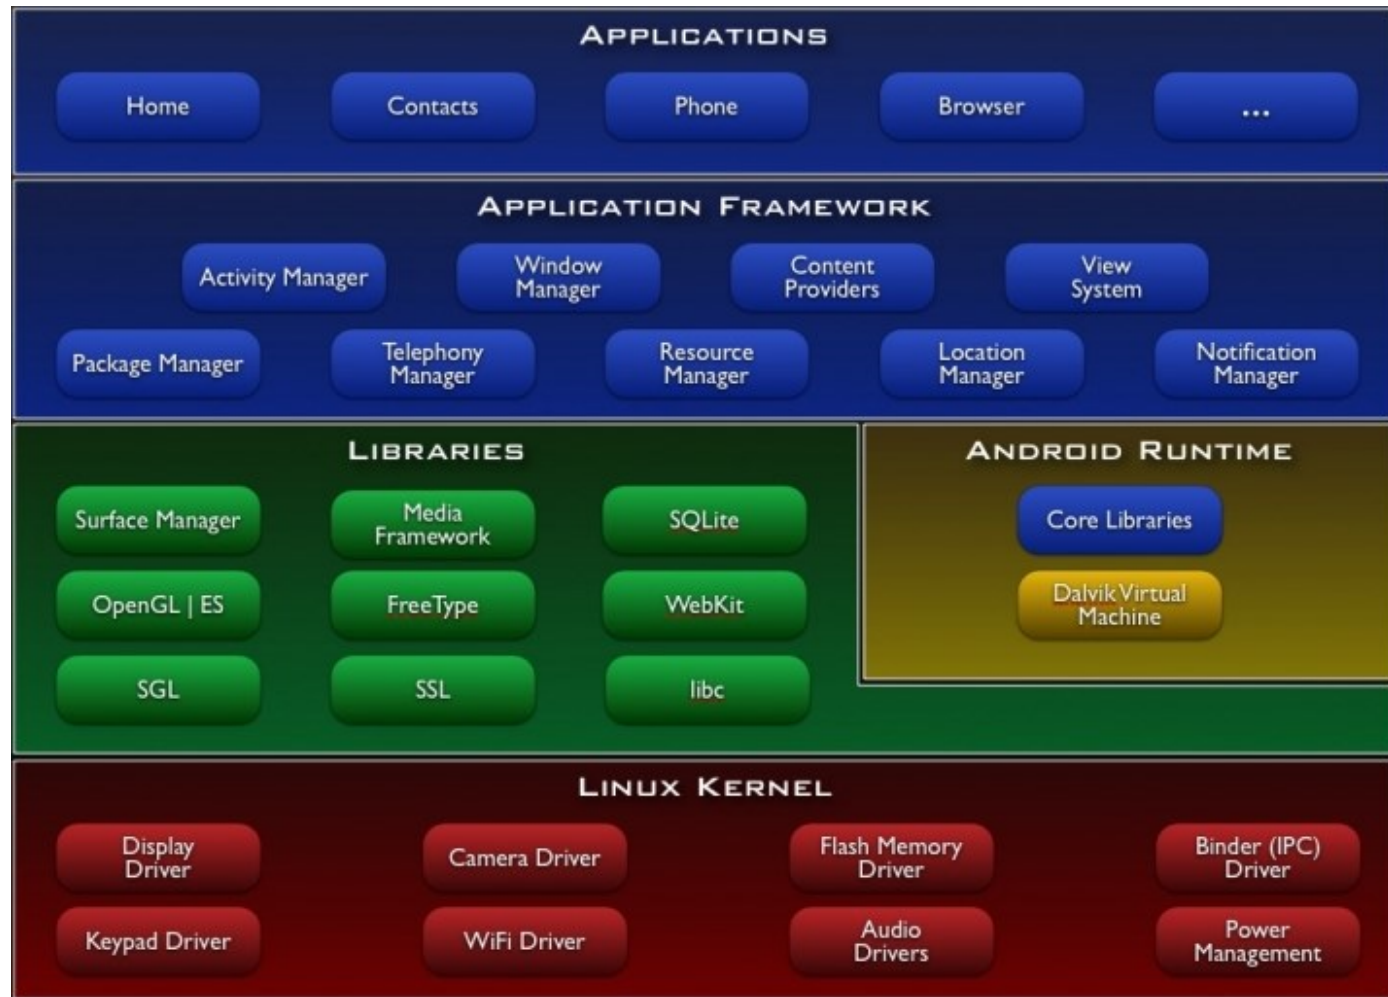 APPLICATIONS
Home
Contacts
Phone
Browser
...
APPLICATION FRAMEWORK
Activity Manager
Window
Manager
Content
Providers
View
System
Package Manager
Telephony
Manager
Resource
Manager
Location
Manager
Notification
Manager
LIBRARIES
Surface Manager
Media
Framework
SQLite
OpenGL | ES
FreeType
WebKit
SGL
SSL
libc
ANDROID RUNTIME
Core Libraries
Dalvik Virtual
Machine
LINUX KERNEL
Display
Driver
Camera Driver
Flash Memory
Driver
Binder (IPC)
Driver
Keypad Driver
WiFi Driver
Audio
Drivers
Power
Management